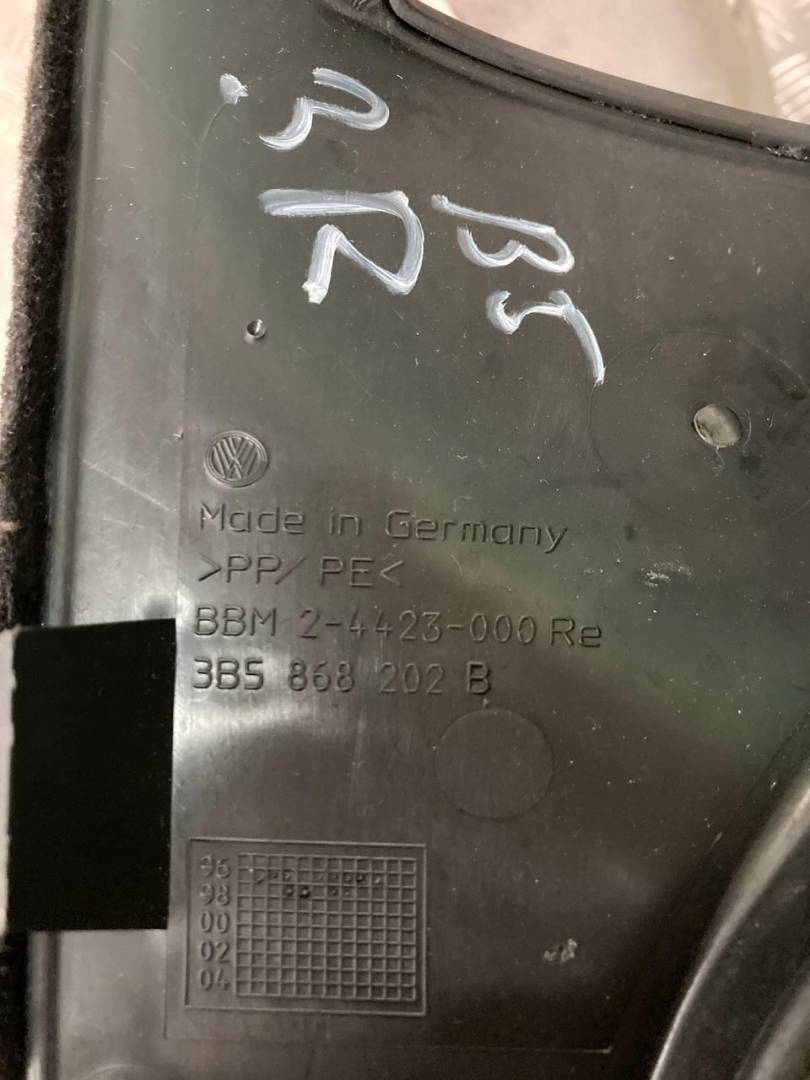 B5
Made in Germany
>PP/PE<
BBM 2-4423-000 Re
3B5 868 202 B
96
98
00
02
04